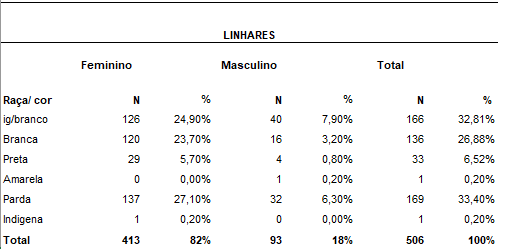 LINHARES
Feminino Masculino Total
Raça/ cor N % N % N %
ig/branco 126 24,90% 40 7,90% 166 32,81%
Branca 120 23,70% 16 3,20% 136 26,88%
Preta 29 5,70% 4 0,80% 33 6,52%
Amarela 0 0,00% 1 0,20% 1 0,20%
Parda 137 27,10% 32 6,30% 169 33,40%
Indigena 1 0,20% 0 0,00% 1 0,20%
Total 413 82% 93 18% 506 100%